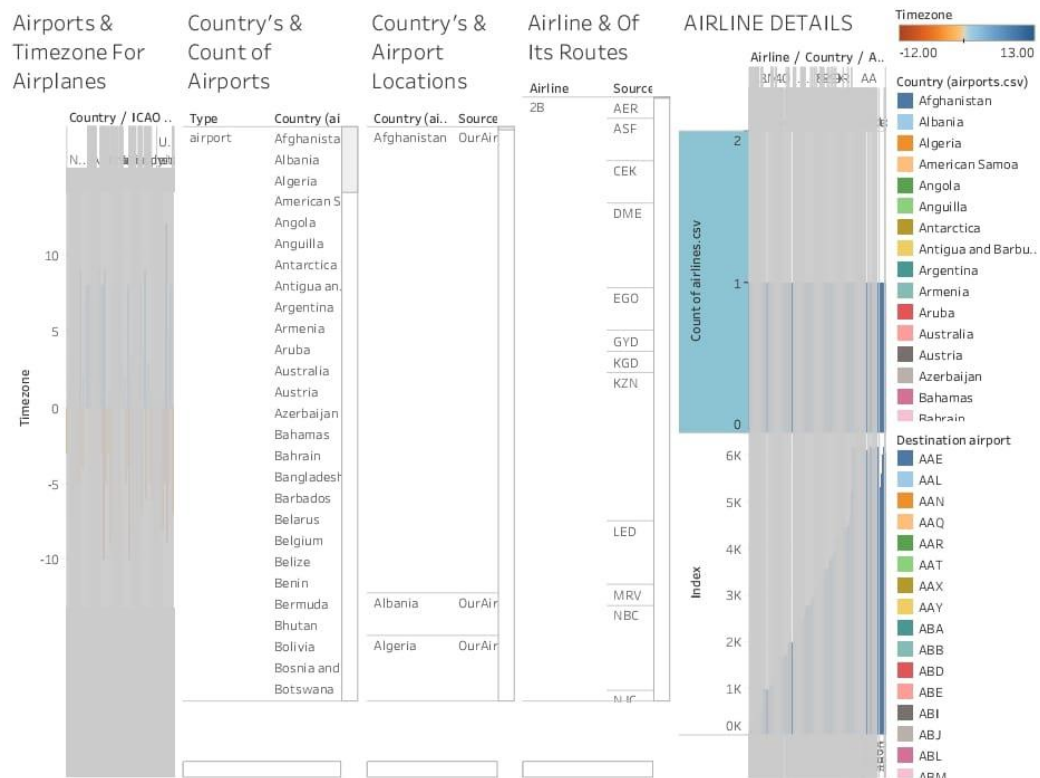 Airports &
Timezone For
Airplanes
Country / ICAO ..
N..
U.
10
5
0
-5
-10
Timezone
Country's &
Count of
Airports
Type
Country (ai
airport
Afghanista
Albania
Algeria
American S
Angola
Anguilla
Antarctica
Antigua an.
Argentina
Armenia
Aruba
Australia
Austria
Azerbaijan
Bahamas
Bahrain
Bangladesh
Barbados
Belarus
Belgium
Belize
Benin
Bermuda
Bhutan
Bolivia
Bosnia and
Botswana
Country's &
Airport
Locations
Country (ai..
Source
Afghanistan
OurAir
Albania
OurAir
Algeria
OurAir
Airline & Of
Its Routes
Airline
Source
2B
AER
ASF
CEK
DME
EGO
GYD
KGD
KZN
LED
MRV
NBC
NJC
AIRLINE DETAILS
Airline / Country / A..
AA
2
1
0
Count of airlines.csv
6K
5K
4K
3K
2K
1K
0K
Index
Timezone
-12.00
13.00
Country (airports.csv)
Afghanistan
Albania
Algeria
American Samoa
Angola
Anguilla
Antarctica
Antigua and Barbu..
Argentina
Armenia
Aruba
Australia
Austria
Azerbaijan
Bahamas
Bahrain
Destination airport
AAE
AAL
AAN
AAQ
AAR
AAT
AAX
AAY
ABA
ABB
ABD
ABE
ABI
ABJ
ABL
ABM